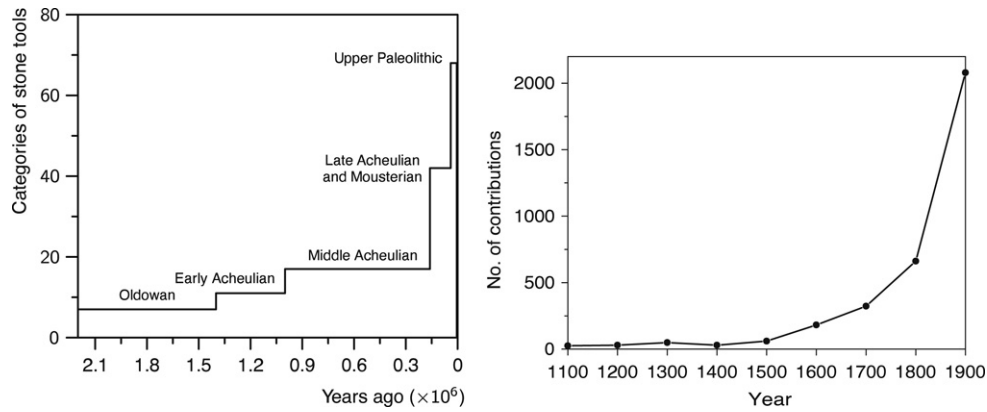 Categories of stone tools
80
60
40
20
0
Upper Paleolithic
Late Acheulian
and Mousterian
Middle Acheulian
Early Acheulian
Oldowan
2.1 1.8 1.5 1.2 0.9 0.6 0.3 0
Years ago (×10⁶)
No. of contributions
2000
1500
1000
500
0
1100 1200 1300 1400 1500 1600 1700 1800 1900
Year